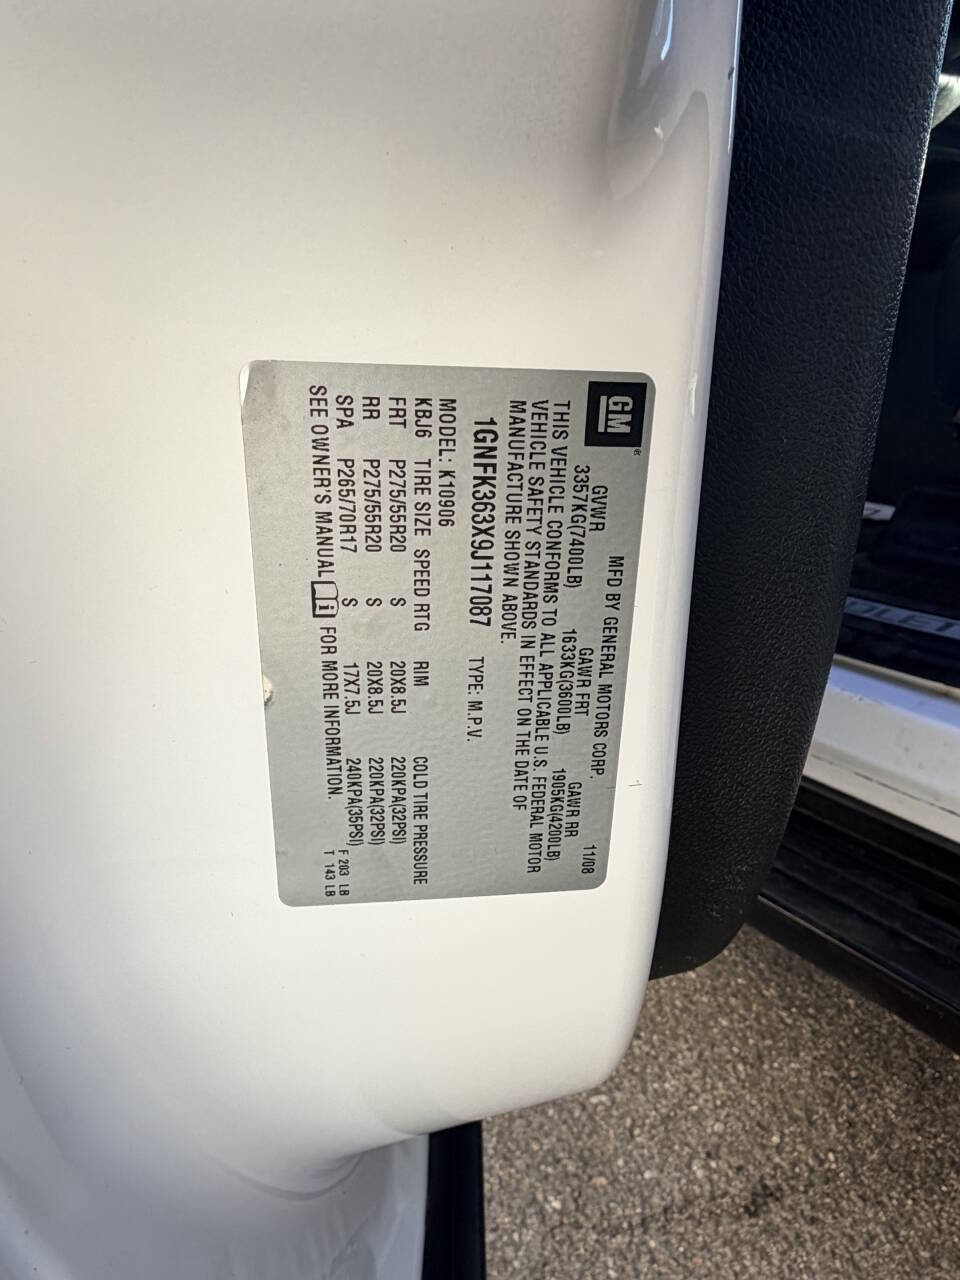 GM®
MFD BY GENERAL MOTORS CORP. 11/08
GVWR GAWR FRT GAWR RR
3357KG(7400LB) 1633KG(3600LB) 1905KG(4200LB)
THIS VEHICLE CONFORMS TO ALL APPLICABLE U.S. FEDERAL MOTOR
VEHICLE SAFETY STANDARDS IN EFFECT ON THE DATE OF
MANUFACTURE SHOWN ABOVE.
1GNFK363X9J117087 TYPE: M.P.V.
MODEL: K10906
KBJ6 TIRE SIZE SPEED RTG RIM COLD TIRE PRESSURE
FRT P275/55R20 S 20X8.5J 220KPA(32PSI)
RR P275/55R20 S 20X8.5J 220KPA(32PSI)
SPA P265/70R17 S 17X7.5J 240KPA(35PSI)
SEE OWNER'S MANUAL i FOR MORE INFORMATION.
F 203 LB
T 143 LB